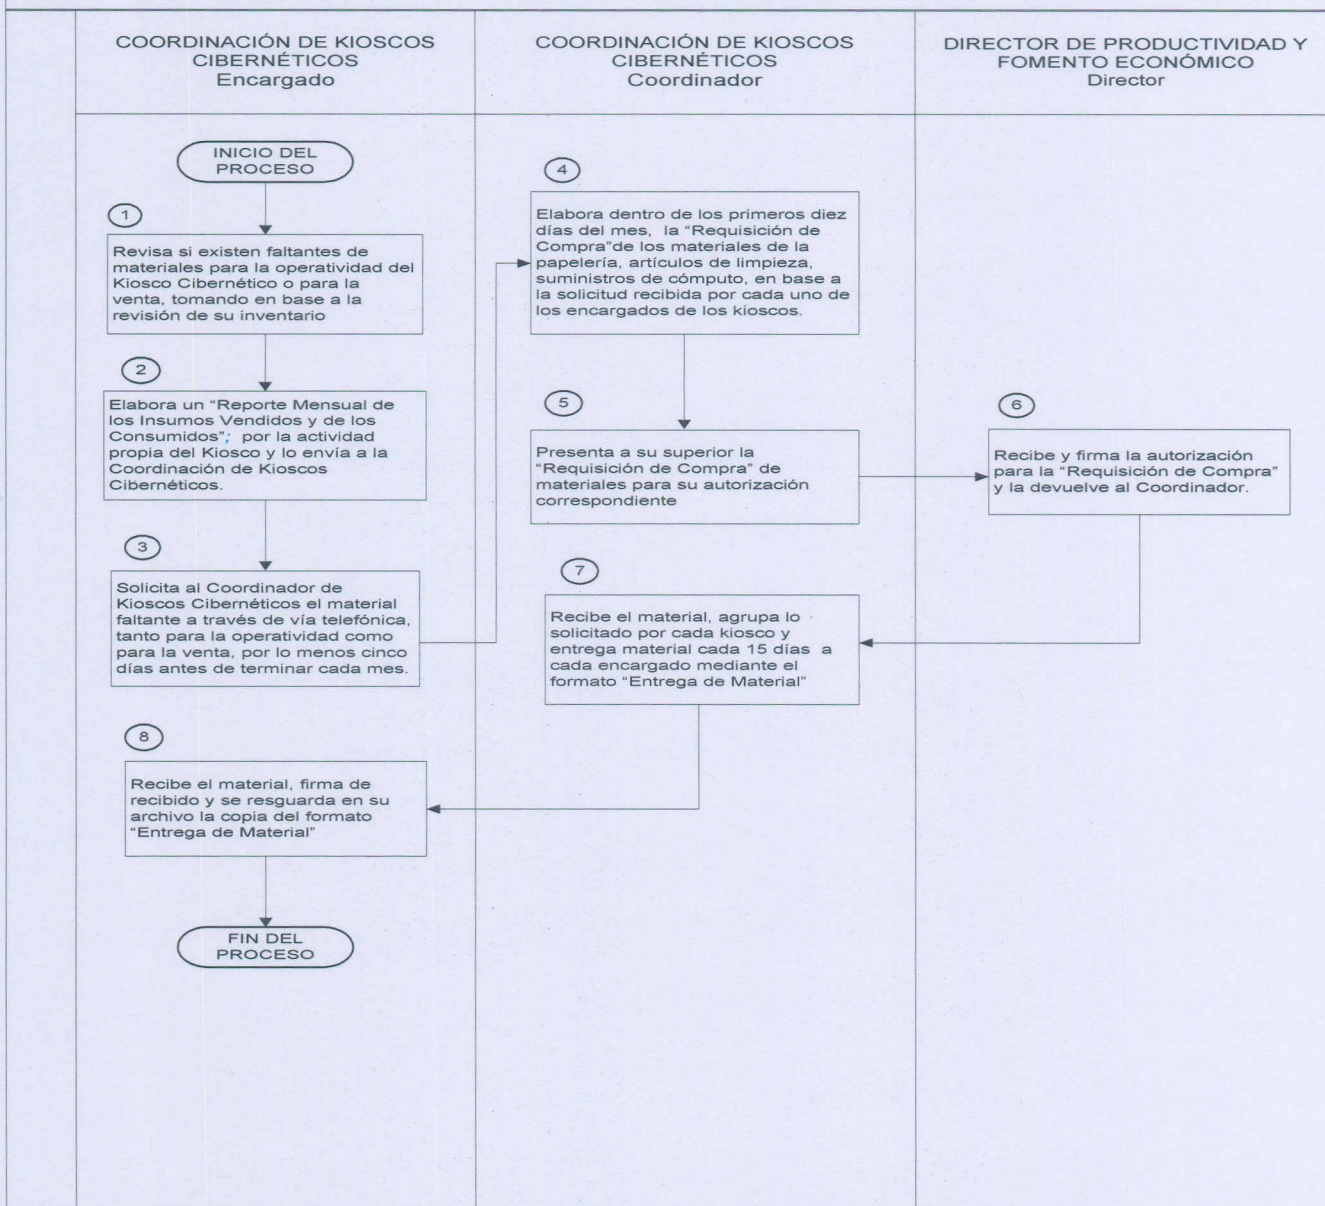 COORDINACIÓN DE KIOSCOS
CIBERNÉTICOS
Encargado
COORDINACIÓN DE KIOSCOS
CIBERNÉTICOS
Coordinador
DIRECTOR DE PRODUCTIVIDAD Y
FOMENTO ECONÓMICO
Director
INICIO DEL
PROCESO
1
Revisa si existen faltantes de
materiales para la operatividad del
Kiosco Cibernético o para la
venta, tomando en base a la
revisión de su inventario
2
Elabora un “Reporte Mensual de
los Insumos Vendidos y de los
Consumidos”; por la actividad
propia del Kiosco y lo envía a la
Coordinación de Kioscos
Cibernéticos.
3
Solicita al Coordinador de
Kioscos Cibernéticos el material
faltante a través de vía telefónica,
tanto para la operatividad como
para la venta, por lo menos cinco
días antes de terminar cada mes.
4
Elabora dentro de los primeros diez
días del mes, la “Requisición de
Compra”de los materiales de la
papelería, artículos de limpieza,
suministros de cómputo, en base a
la solicitud recibida por cada uno de
los encargados de los kioscos.
5
Presenta a su superior la
“Requisición de Compra” de
materiales para su autorización
correspondiente
6
Recibe y firma la autorización
para la “Requisición de Compra”
y la devuelve al Coordinador.
7
Recibe el material, agrupa lo
solicitado por cada kiosco y
entrega material cada 15 días a
cada encargado mediante el
formato “Entrega de Material”
8
Recibe el material, firma de
recibido y se resguarda en su
archivo la copia del formato
“Entrega de Material”
FIN DEL
PROCESO